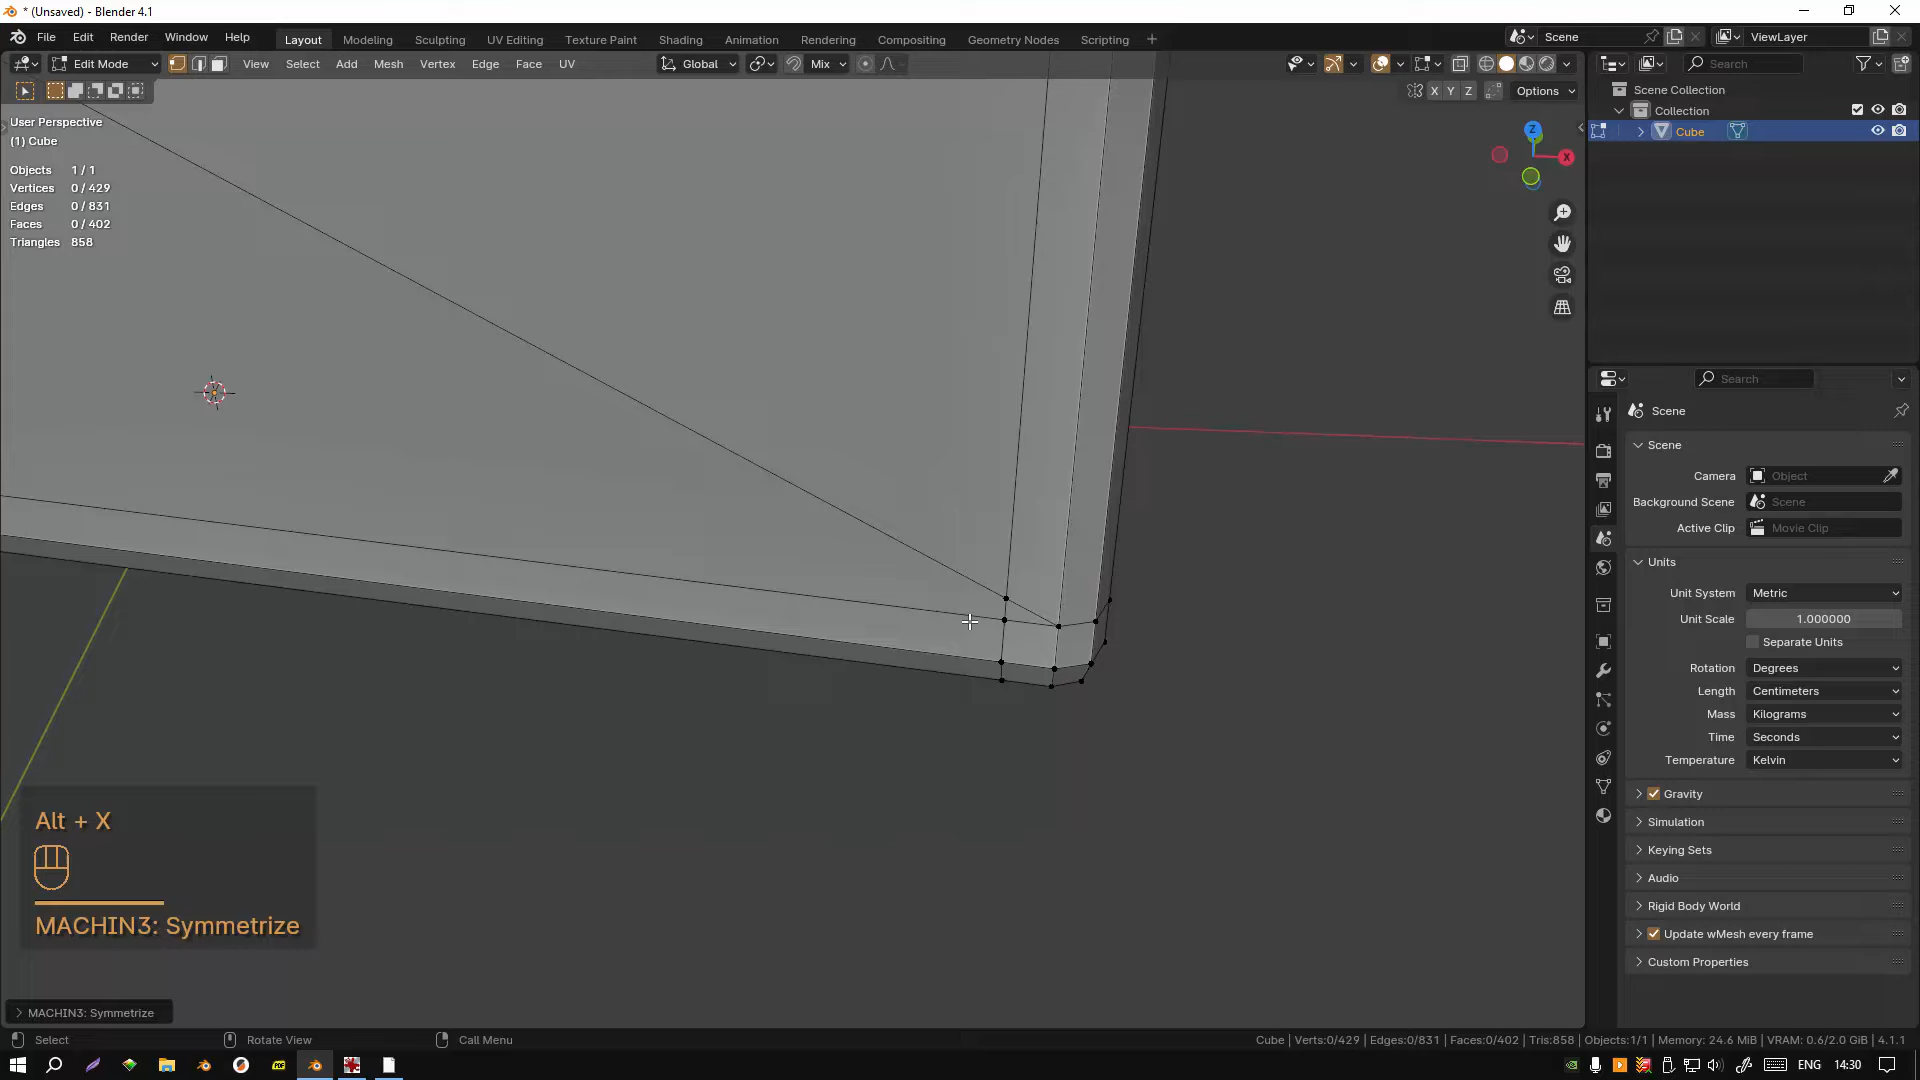 * (Unsaved) - Blender 4.1
File Edit Render Window Help Layout Modeling Sculpting UV Editing Texture Paint Shading Animation Rendering Compositing Geometry Nodes Scripting Scene ViewLayer
Edit Mode View Select Add Mesh Vertex Edge Face UV Global Mix Search
X Y Z Options
Scene Collection
Collection
Cube
User Perspective
(1) Cube
Objects 1 / 1
Vertices 0 / 429
Edges 0 / 831
Faces 0 / 402
Triangles 858
Z
X
Search
Scene
Scene
Camera Object
Background Scene Scene
Active Clip Movie Clip
Units
Unit System Metric
Unit Scale 1.000000
Separate Units
Rotation Degrees
Length Centimeters
Mass Kilograms
Time Seconds
Temperature Kelvin
Gravity
Simulation
Keying Sets
Audio
Rigid Body World
Update wMesh every frame
Custom Properties
Alt + X
MACHIN3: Symmetrize
MACHIN3: Symmetrize
Select Rotate View Call Menu Cube | Verts:0/429 | Edges:0/831 | Faces:0/402 | Tris:858 | Objects:1/1 | Memory: 24.6 MiB | VRAM: 0.6/2.0 GiB | 4.1.1
ENG 14:30